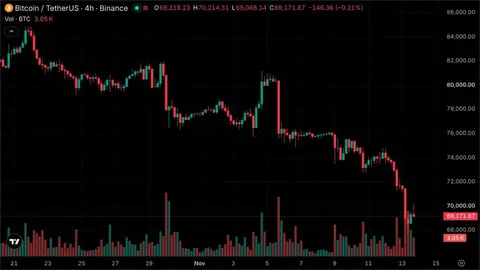 Bitcoin / TetherUS · 4h · Binance O69,318.23 H70,214.31 L69,068.14 C69,171.87 −146.36 (−0.21%)
Vol · BTC 3.05 K
86,000.00
84,000.00
82,000.00
80,000.00
78,000.00
76,000.00
74,000.00
72,000.00
70,000.00
69,171.87
68,000.00
3.05 K
21 23 25 27 29 Nov 3 5 7 9 11 13 15